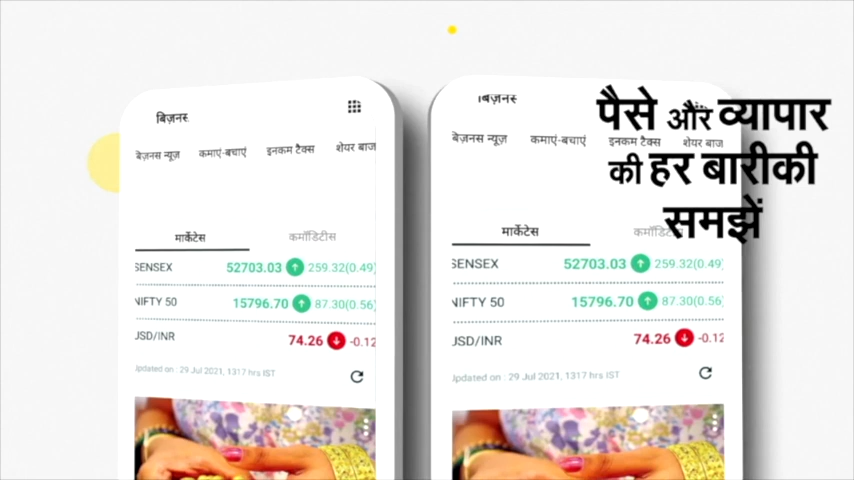 बिज़नस
बिज़नस न्यूज़ कमाएं-बचाएं इनकम टैक्स शेयर बाज
मार्केटेस कमॉडिटीस
SENSEX 52703.03 259.32(0.49)
NIFTY 50 15796.70 87.30(0.56)
USD/INR 74.26 -0.12
Updated on : 29 Jul 2021, 1317 hrs IST
बिज़नस
बिज़नस न्यूज़ कमाएं-बचाएं इनकम टैक्स शेयर बाज
मार्केटेस कमॉडिटीस
SENSEX 52703.03 259.32(0.49)
NIFTY 50 15796.70 87.30(0.56)
USD/INR 74.26 -0.12
Updated on : 29 Jul 2021, 1317 hrs IST
पैसे और व्यापार
की हर बारीकी
समझें